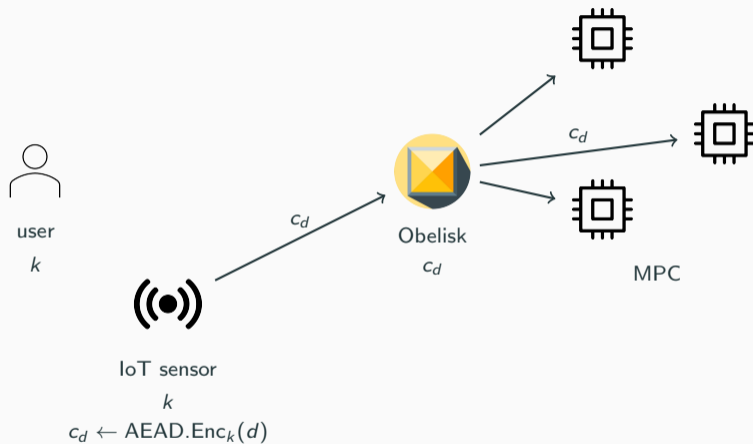 c_d
user
k
c_d
Obelisk
c_d
MPC
IoT sensor
k
c_d ← AEAD.Enc_k(d)